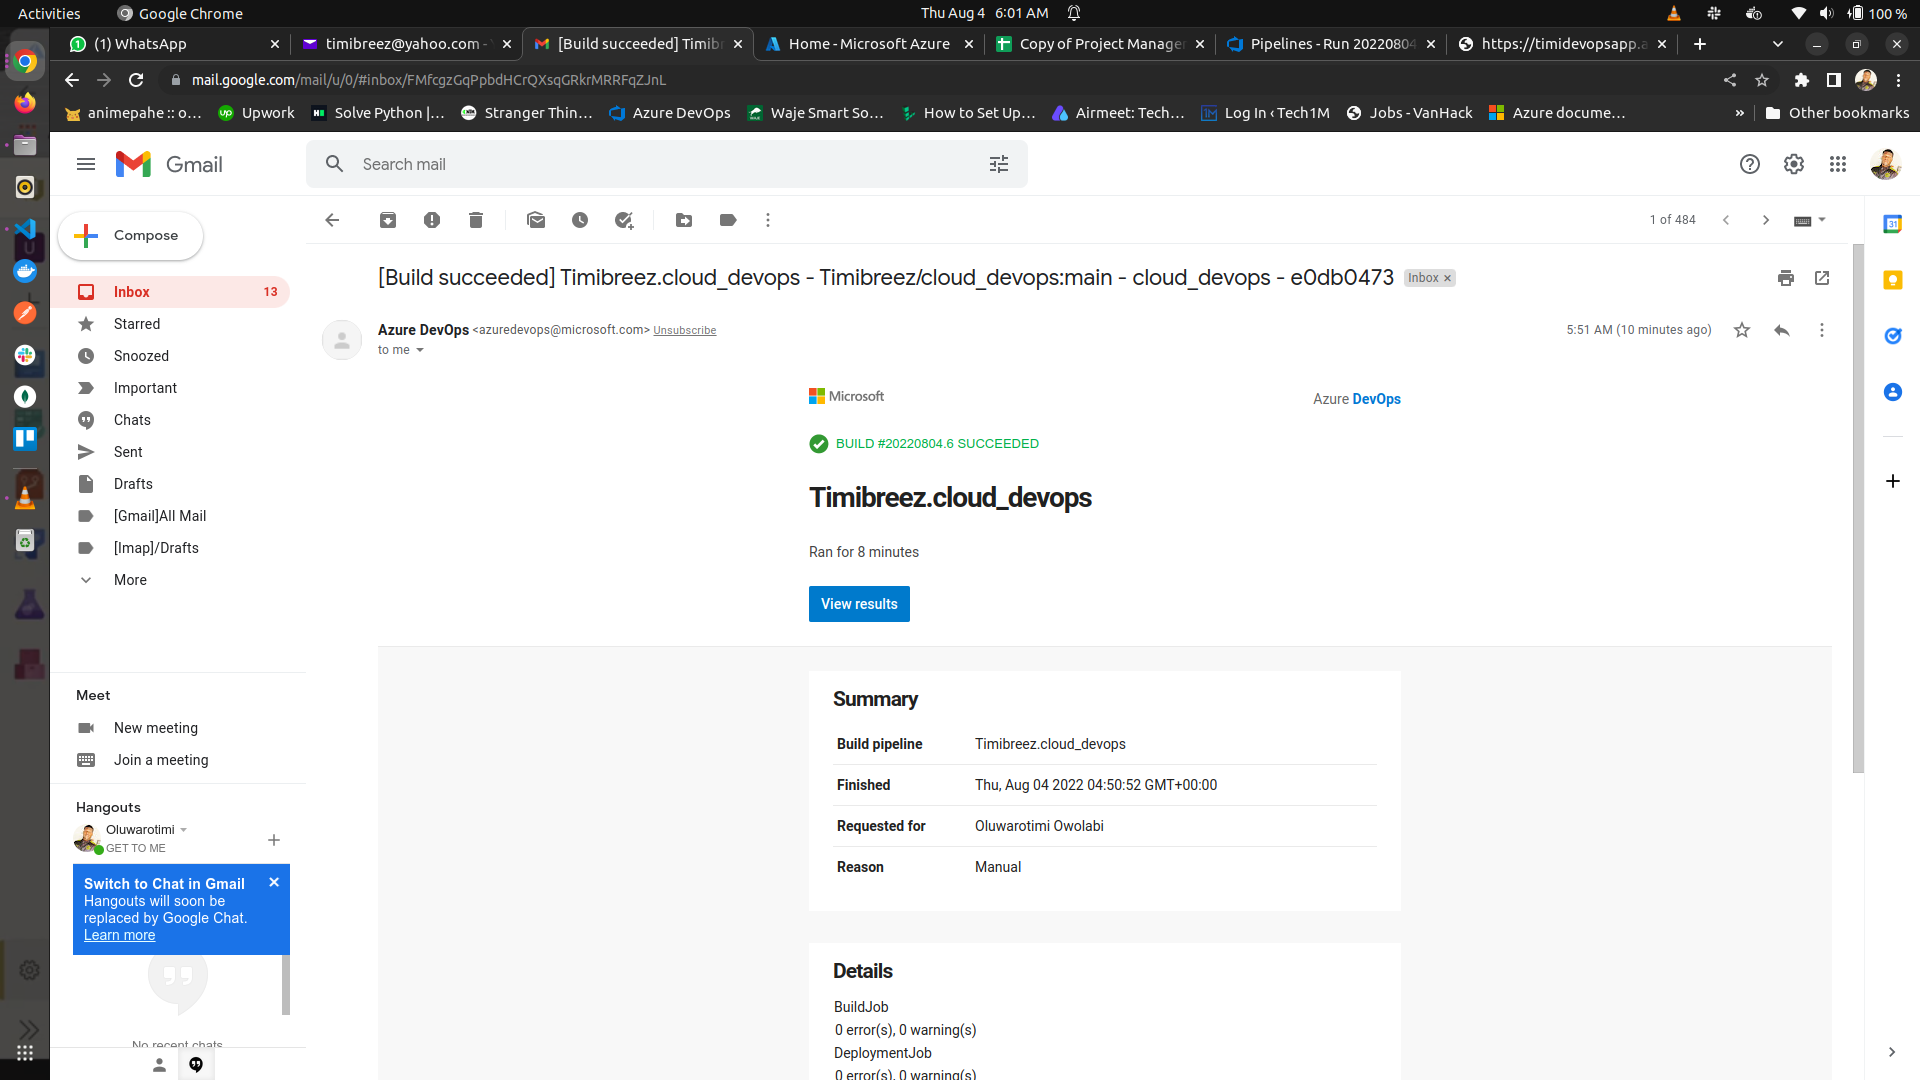 Activities
Google Chrome
Thu Aug 4 6:01 AM
100 %
(1) WhatsApp
timibreez@yahoo.com -
[Build succeeded] Timibr
Home - Microsoft Azure
Copy of Project Manager
Pipelines - Run 20220804
https://timidevopsapp.a
mail.google.com/mail/u/0/#inbox/FMfcgzGqPpbdHCrQXsqGRkrMRRFqZJnL
animepahe :: o...
Upwork
Solve Python |...
Stranger Thin...
Azure DevOps
Waje Smart So...
How to Set Up...
Airmeet: Tech...
Log In ‹ Tech1M
Jobs - VanHack
Azure docume...
»
Other bookmarks
Gmail
Search mail
Compose
1 of 484
Inbox 13
Starred
Snoozed
Important
Chats
Sent
Drafts
[Gmail]All Mail
[Imap]/Drafts
More
Meet
New meeting
Join a meeting
Hangouts
Oluwarotimi
GET TO ME
Switch to Chat in Gmail
Hangouts will soon be
replaced by Google Chat.
Learn more
No recent chats
[Build succeeded] Timibreez.cloud_devops - Timibreez/cloud_devops:main - cloud_devops - e0db0473
Inbox ×
Azure DevOps <azuredevops@microsoft.com> Unsubscribe
5:51 AM (10 minutes ago)
to me
Microsoft
Azure DevOps
BUILD #20220804.6 SUCCEEDED
Timibreez.cloud_devops
Ran for 8 minutes
View results
Summary
Build pipeline Timibreez.cloud_devops
Finished Thu, Aug 04 2022 04:50:52 GMT+00:00
Requested for Oluwarotimi Owolabi
Reason Manual
Details
BuildJob
0 error(s), 0 warning(s)
DeploymentJob
0 error(s), 0 warning(s)
31